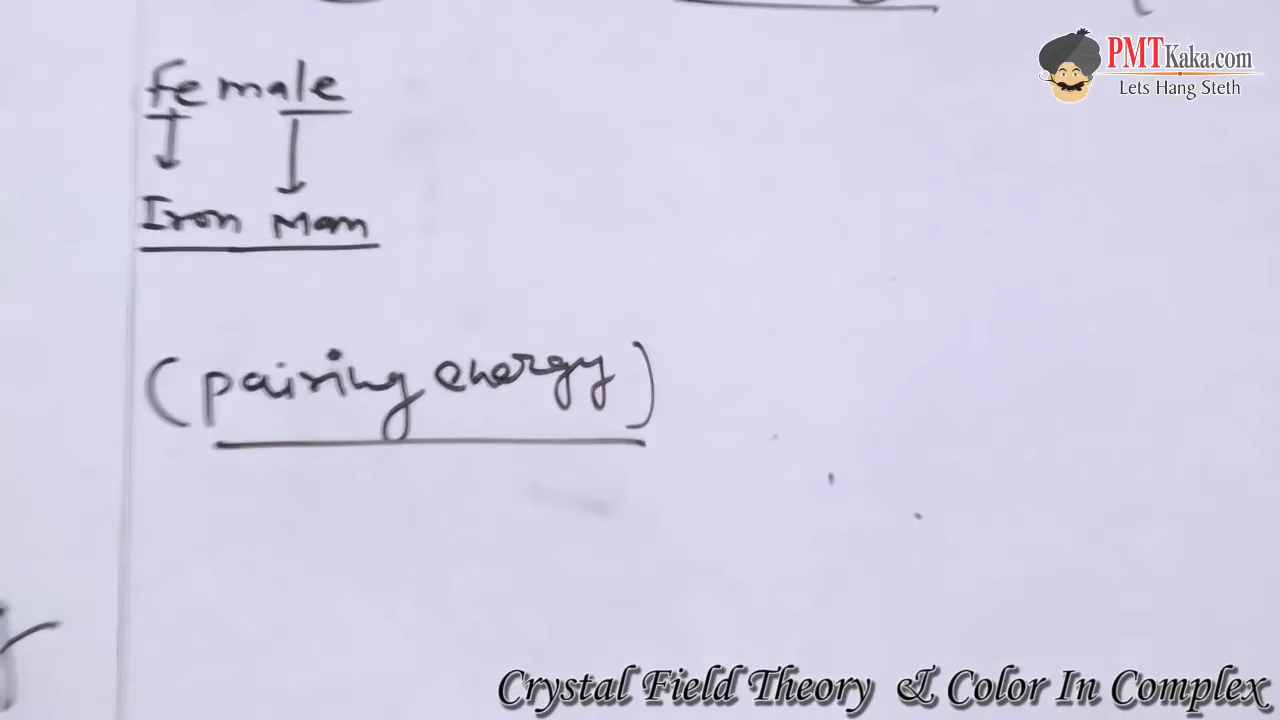 PMTKaka.com
Lets Hang Steth
female
Iron Man
(pairing energy)
Crystal Field Theory & Color In Complex